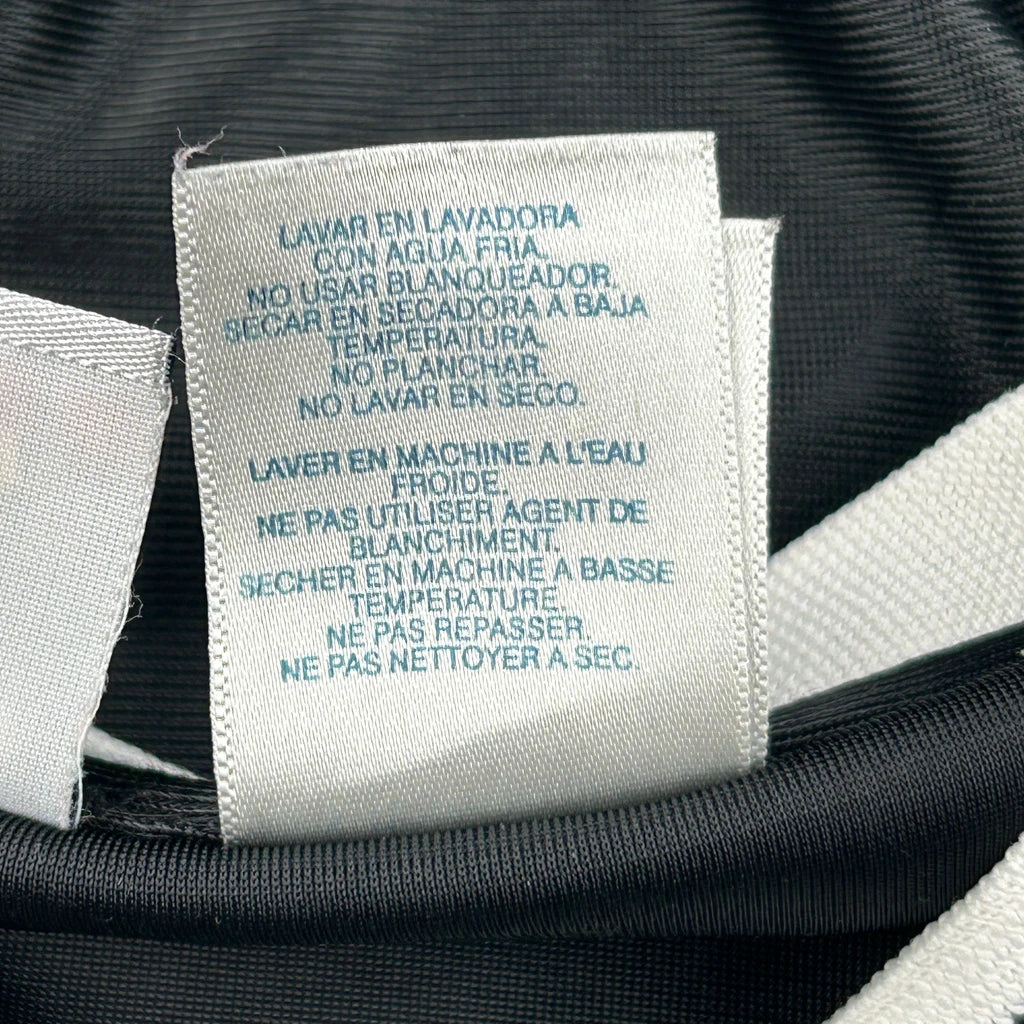 LAVAR EN LAVADORA
CON AGUA FRIA.
NO USAR BLANQUEADOR.
SECAR EN SECADORA A BAJA
TEMPERATURA.
NO PLANCHAR.
NO LAVAR EN SECO.
LAVER EN MACHINE A L'EAU
FROIDE.
NE PAS UTILISER AGENT DE
BLANCHIMENT.
SECHER EN MACHINE A BASSE
TEMPERATURE.
NE PAS REPASSER.
NE PAS NETTOYER A SEC.